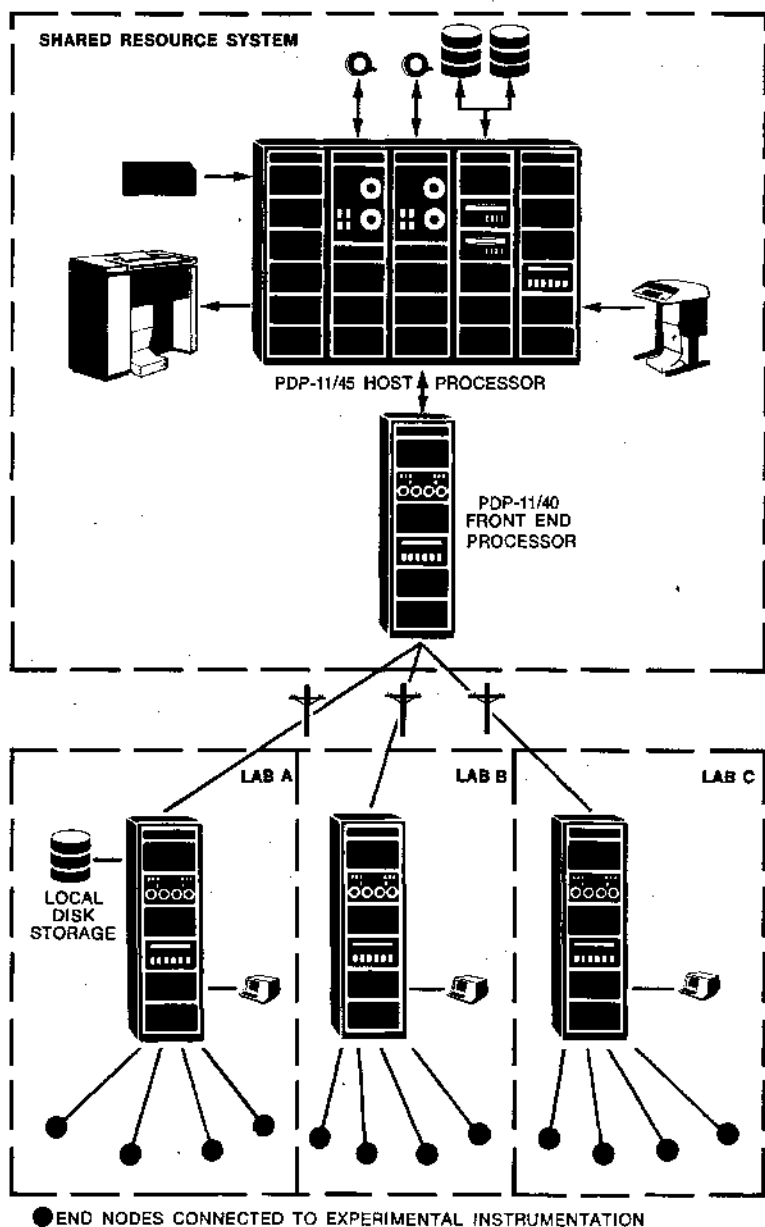 SHARED RESOURCE SYSTEM
PDP-11/45 HOST PROCESSOR
PDP-11/40
FRONT END
PROCESSOR
LAB A
LAB B
LAB C
LOCAL
DISK
STORAGE
END NODES CONNECTED TO EXPERIMENTAL INSTRUMENTATION